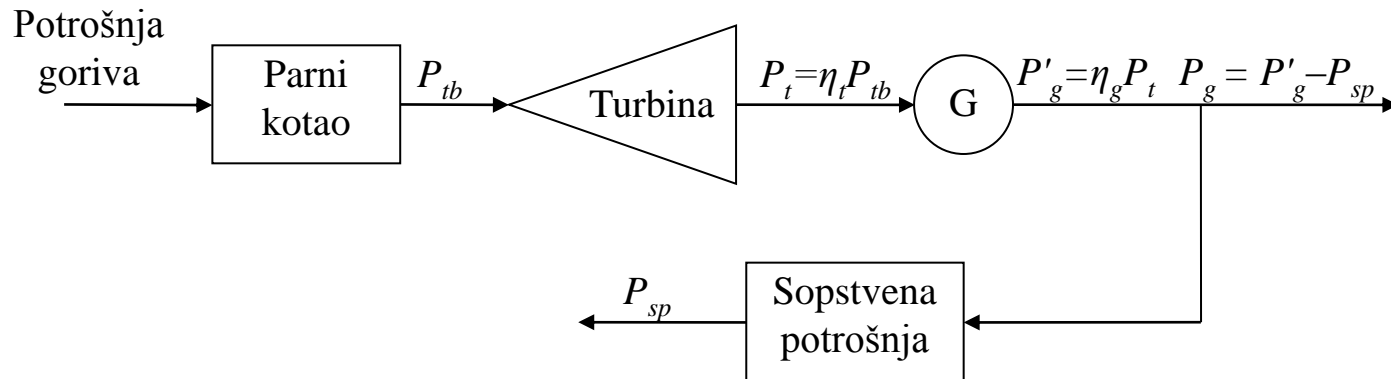 Potrošnja
goriva
Parni
kotao
P_tb
Turbina
P_t=η_tP_tb
G
P'_g=η_gP_t
P_g = P'_g–P_sp
P_sp
Sopstvena
potrošnja